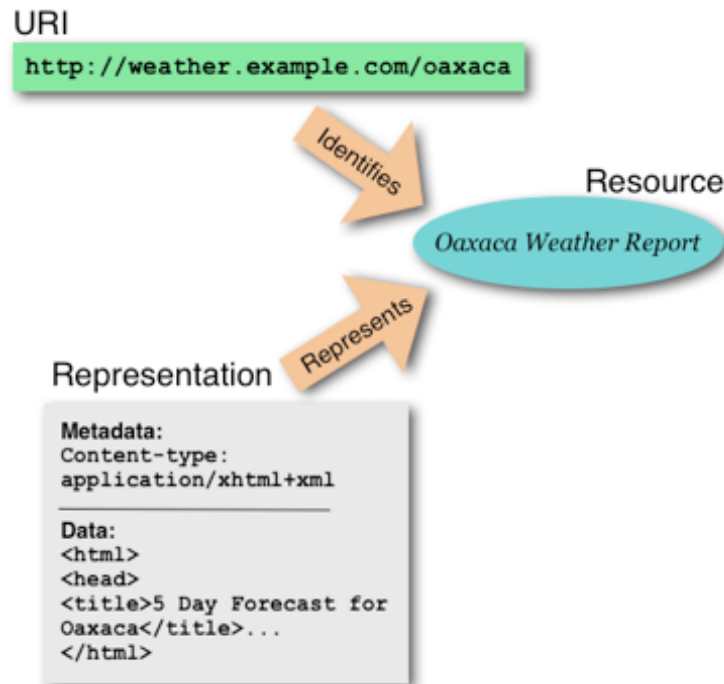 URI
http://weather.example.com/oaxaca
Identifies
Resource
Oaxaca Weather Report
Represents
Representation
Metadata:
Content-type:
application/xhtml+xml
Data:
<html>
<head>
<title>5 Day Forecast for
Oaxaca</title>...
</html>